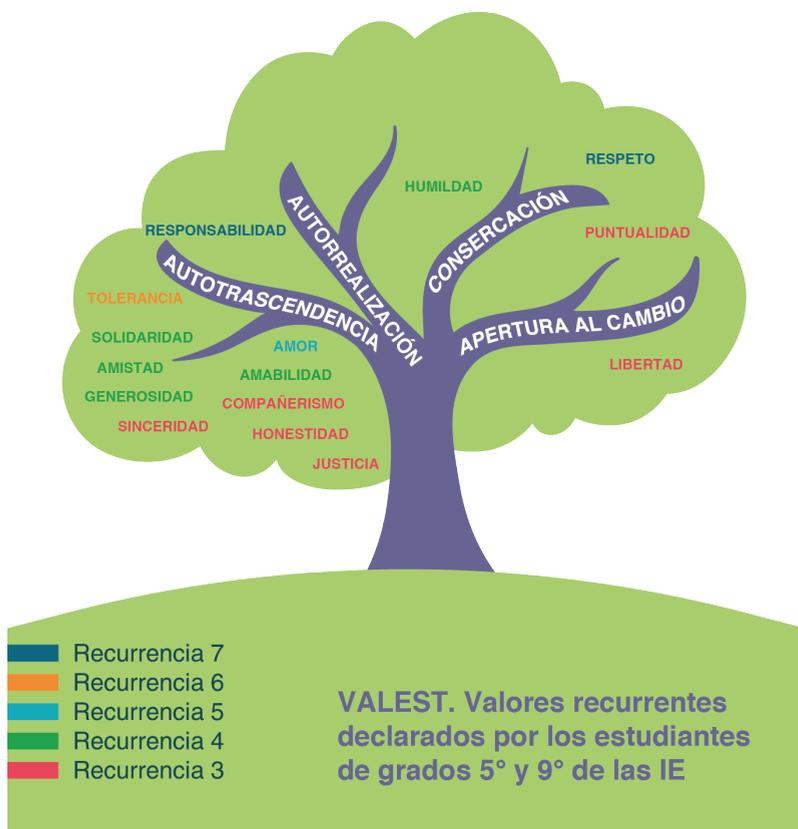 RESPETO
HUMILDAD
AUTORREALIZACIÓN
CONSERCACIÓN
RESPONSABILIDAD
PUNTUALIDAD
AUTOTRASCENDENCIA
TOLERANCIA
APERTURA AL CAMBIO
SOLIDARIDAD
AMOR
AMISTAD
LIBERTAD
AMABILIDAD
GENEROSIDAD
COMPAÑERISMO
SINCERIDAD
HONESTIDAD
JUSTICIA
Recurrencia 7
Recurrencia 6
Recurrencia 5
Recurrencia 4
Recurrencia 3
VALEST. Valores recurrentes
declarados por los estudiantes
de grados 5° y 9° de las IE